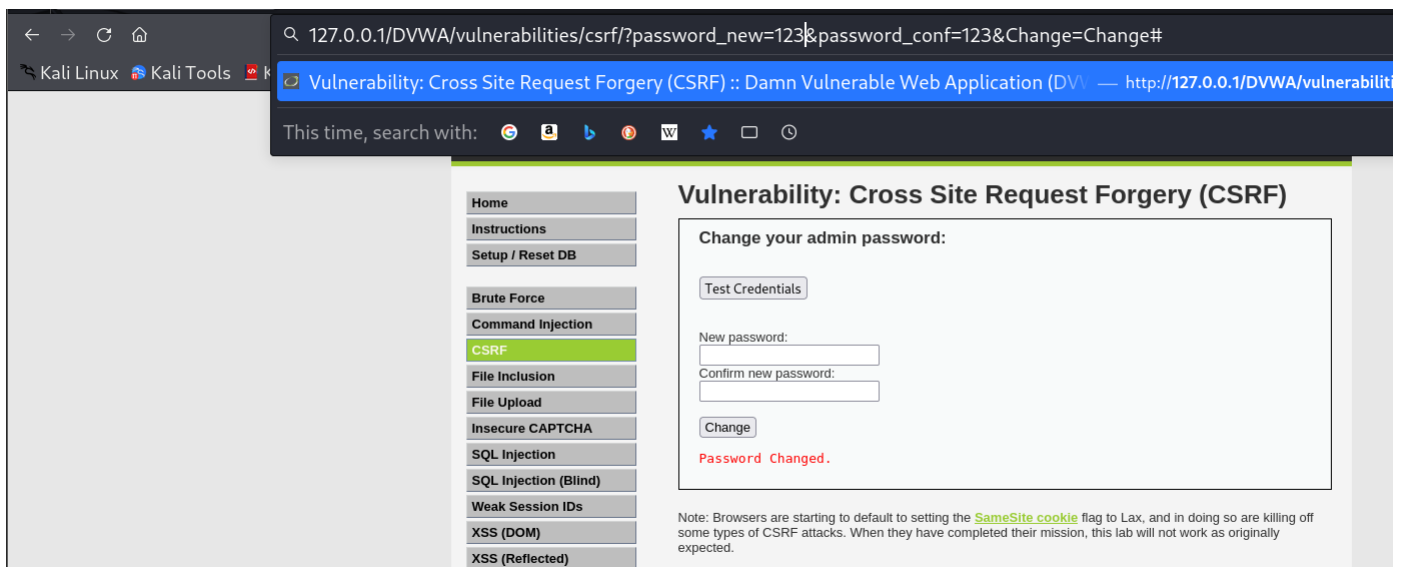 127.0.0.1/DVWA/vulnerabilities/csrf/?password_new=123&password_conf=123&Change=Change#
Kali Linux Kali Tools
Vulnerability: Cross Site Request Forgery (CSRF) :: Damn Vulnerable Web Application (DV — http://127.0.0.1/DVWA/vulnerabiliti
This time, search with:
Home
Instructions
Setup / Reset DB
Brute Force
Command Injection
CSRF
File Inclusion
File Upload
Insecure CAPTCHA
SQL Injection
SQL Injection (Blind)
Weak Session IDs
XSS (DOM)
XSS (Reflected)
Vulnerability: Cross Site Request Forgery (CSRF)
Change your admin password:
Test Credentials
New password:
Confirm new password:
Change
Password Changed.
Note: Browsers are starting to default to setting the SameSite cookie flag to Lax, and in doing so are killing off
some types of CSRF attacks. When they have completed their mission, this lab will not work as originally
expected.